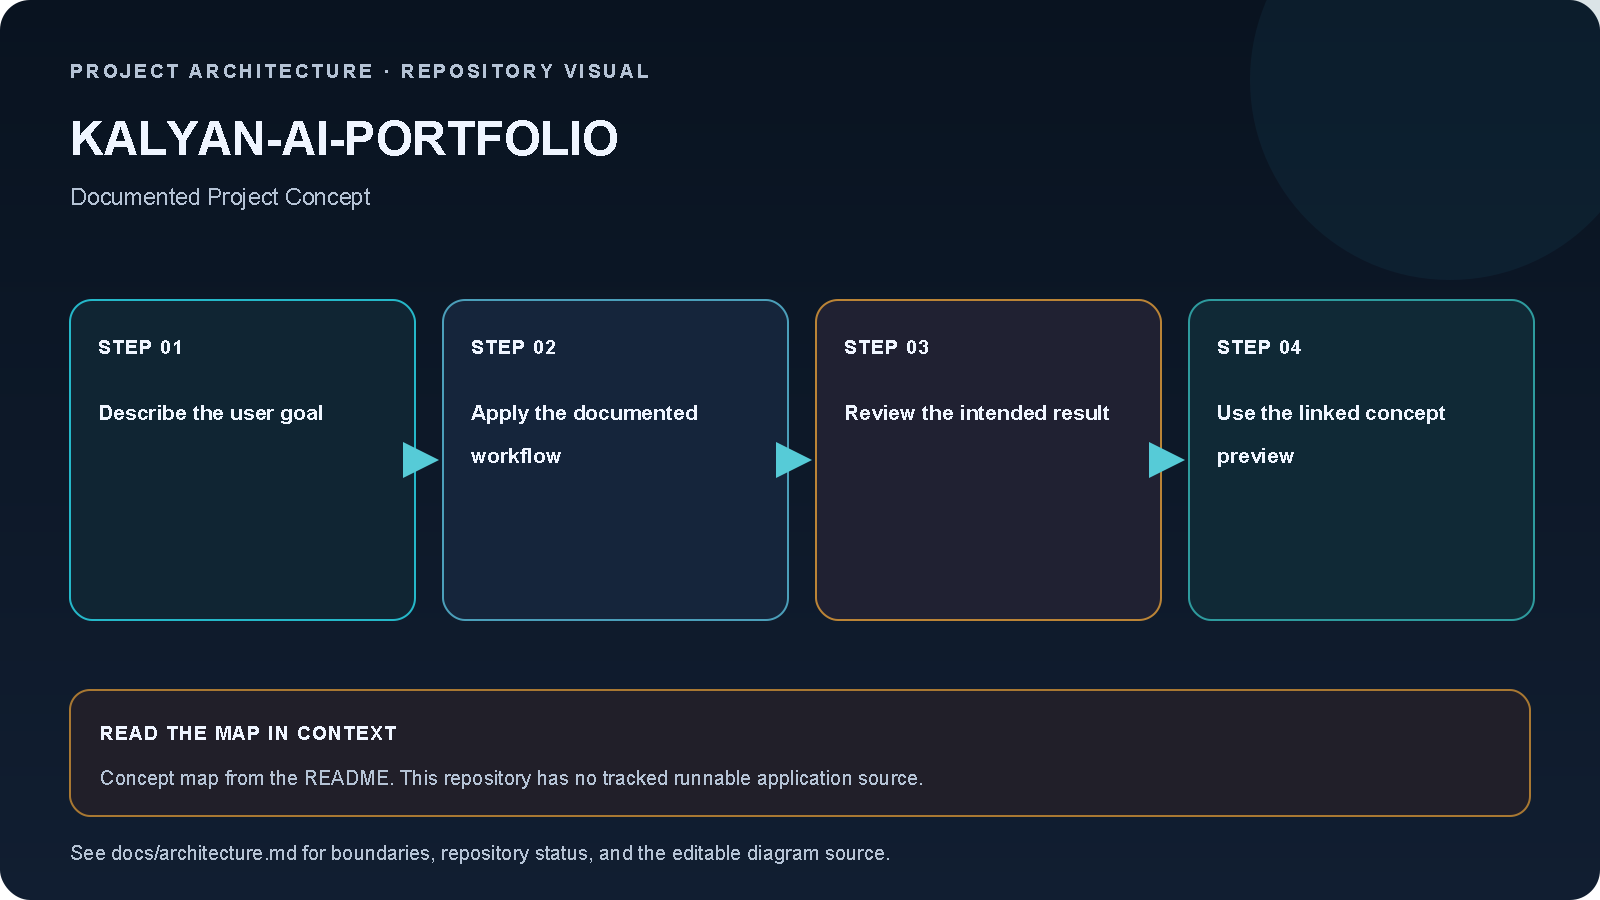 PROJECT ARCHITECTURE · REPOSITORY VISUAL
KALYAN-AI-PORTFOLIO
Documented Project Concept
STEP 01
Describe the user goal
STEP 02
Apply the documented
workflow
STEP 03
Review the intended result
STEP 04
Use the linked concept
preview
READ THE MAP IN CONTEXT
Concept map from the README. This repository has no tracked runnable application source.
See docs/architecture.md for boundaries, repository status, and the editable diagram source.